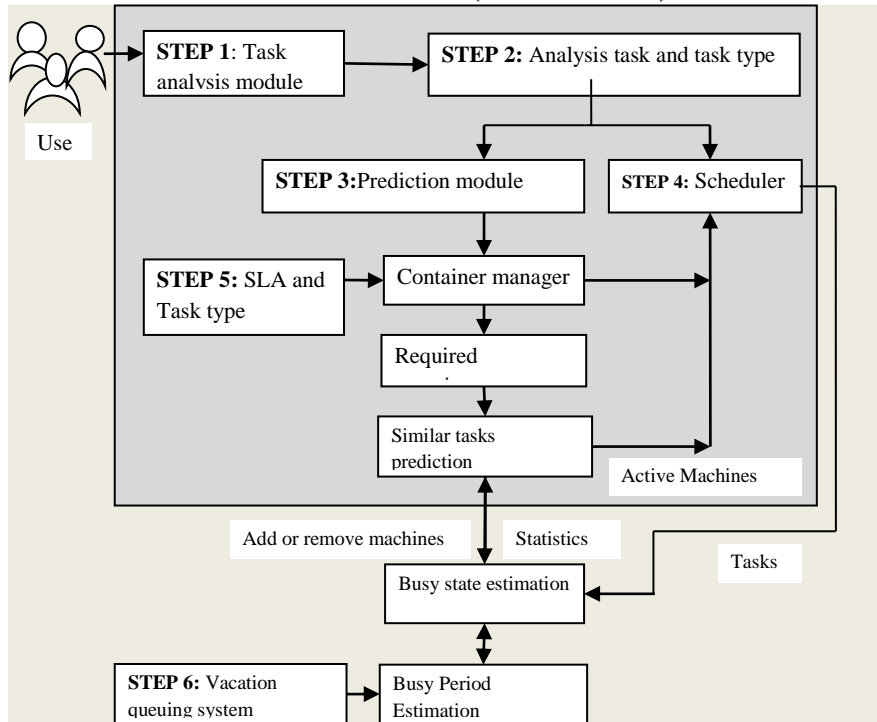 STEP 1: Task
analysis module
STEP 2: Analysis task and task type
Use
STEP 3:Prediction module
STEP 4: Scheduler
STEP 5: SLA and
Task type
Container manager
Required
Similar tasks
prediction
Active Machines
Add or remove machines
Statistics
Tasks
Busy state estimation
STEP 6: Vacation
queuing system
Busy Period
Estimation